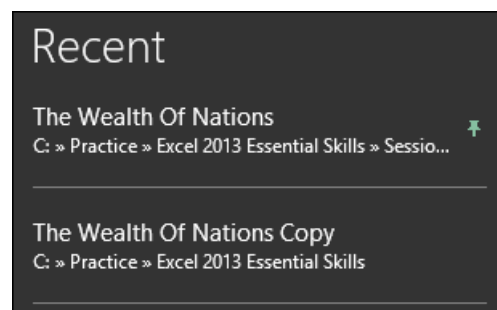 Recent
The Wealth Of Nations
C: » Practice » Excel 2013 Essential Skills » Sessio...
The Wealth Of Nations Copy
C: » Practice » Excel 2013 Essential Skills